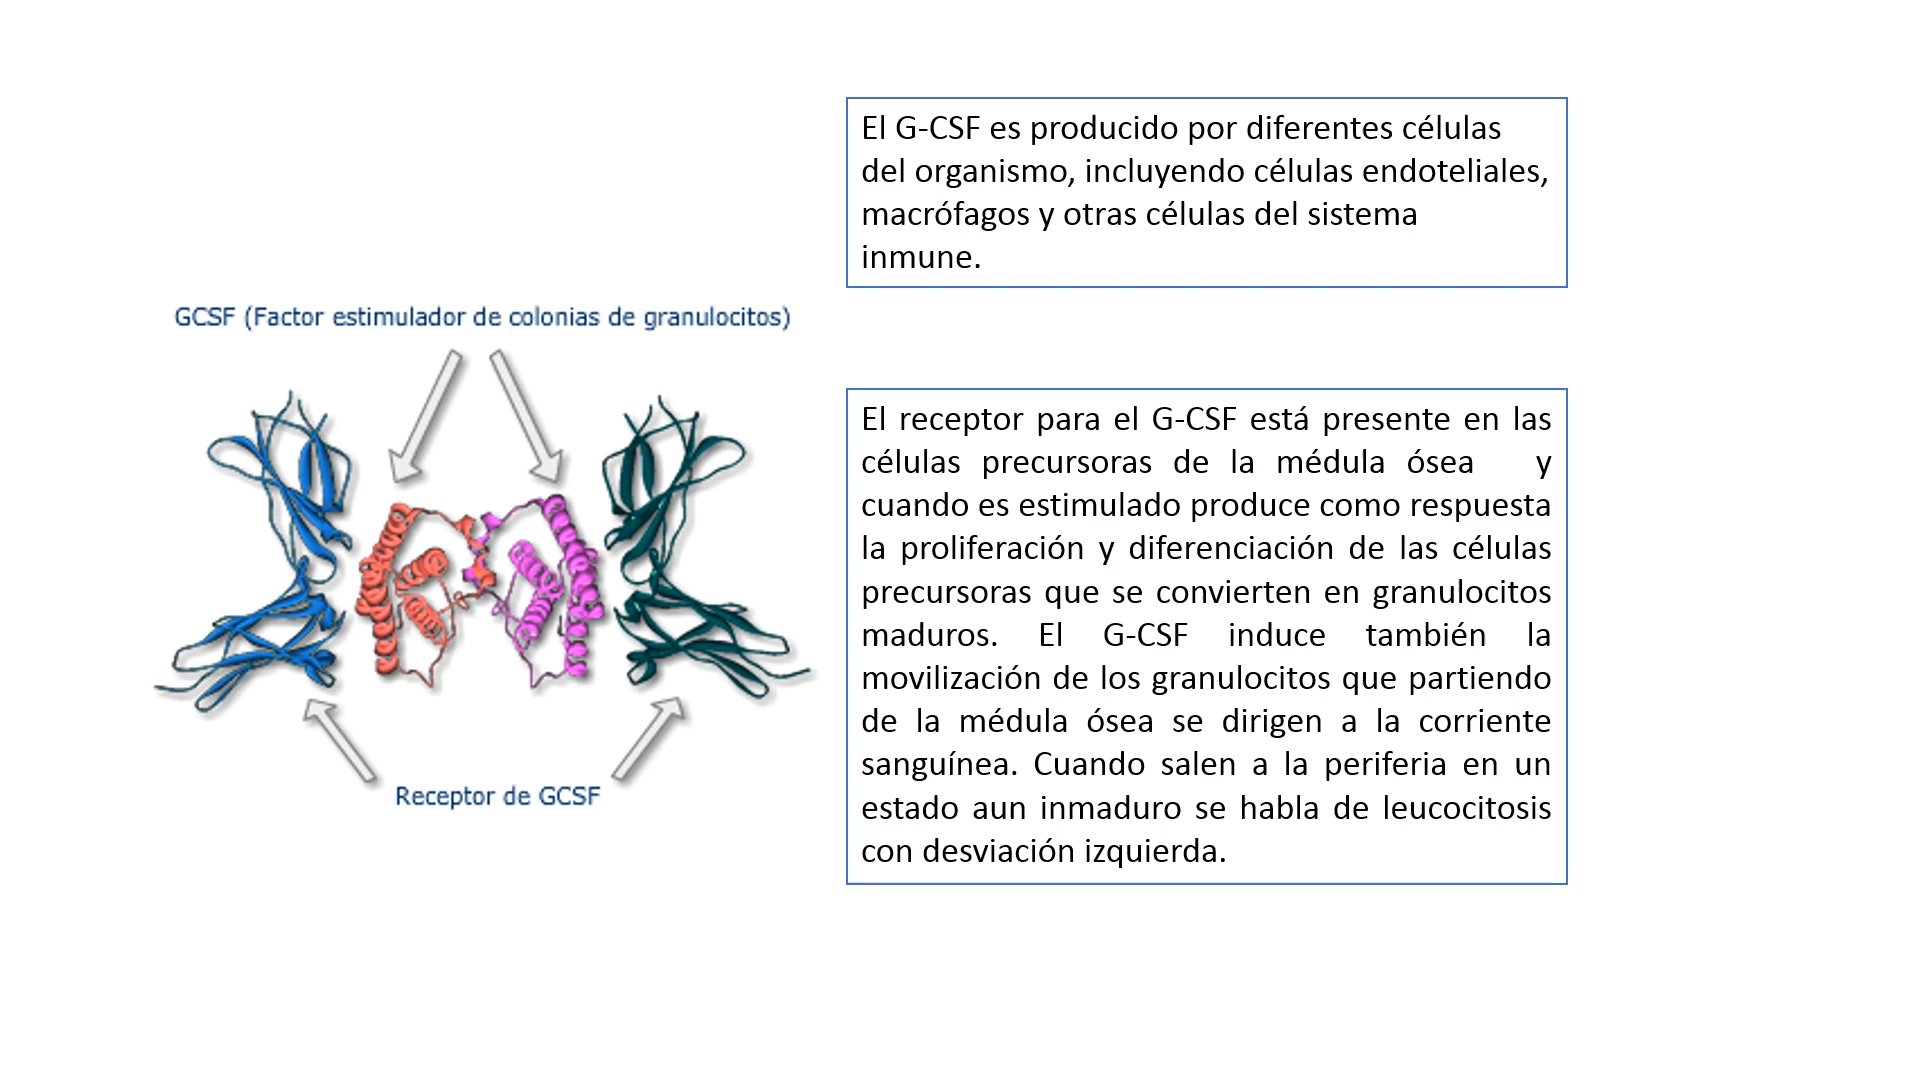 El G-CSF es producido por diferentes células
del organismo, incluyendo células endoteliales,
macrófagos y otras células del sistema
inmune.
GCSF (Factor estimulador de colonias de granulocitos)
El receptor para el G-CSF está presente en las
células precursoras de la médula ósea y
cuando es estimulado produce como respuesta
la proliferación y diferenciación de las células
precursoras que se convierten en granulocitos
maduros. El G-CSF induce también la
movilización de los granulocitos que partiendo
de la médula ósea se dirigen a la corriente
sanguínea. Cuando salen a la periferia en un
estado aun inmaduro se habla de leucocitosis
con desviación izquierda.
Receptor de GCSF